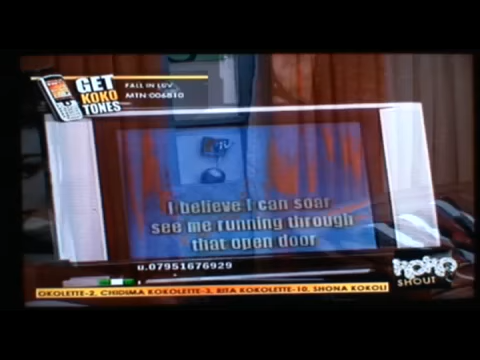 GET
KOKO
TONES
FALL IN LUV
MTN 006810
I believe I can soar
see me running through
that open door
u.07951676929
KOKO
SHOUT
OKOLETTE-2, CHIDIMA KOKOLETTE-3, RITA KOKOLETTE-10, SHONA KOKOLI